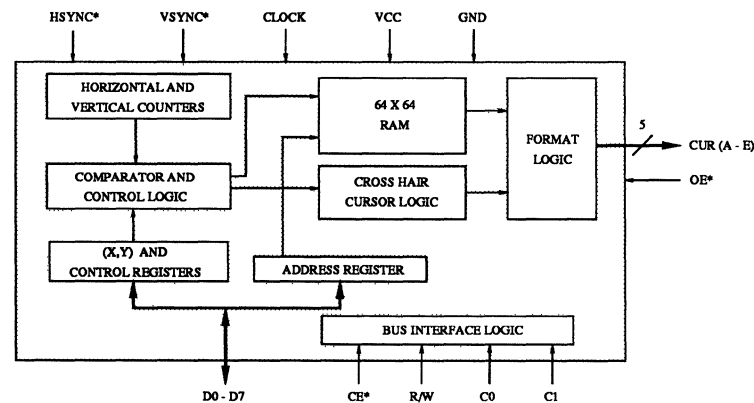 HSYNC* VSYNC* CLOCK VCC GND
HORIZONTAL AND
VERTICAL COUNTERS
64 X 64
RAM
FORMAT
LOGIC
5
CUR (A - E)
COMPARATOR AND
CONTROL LOGIC
CROSS HAIR
CURSOR LOGIC
OE*
(X,Y) AND
CONTROL REGISTERS
ADDRESS REGISTER
BUS INTERFACE LOGIC
D0 - D7 CE* R/W C0 C1